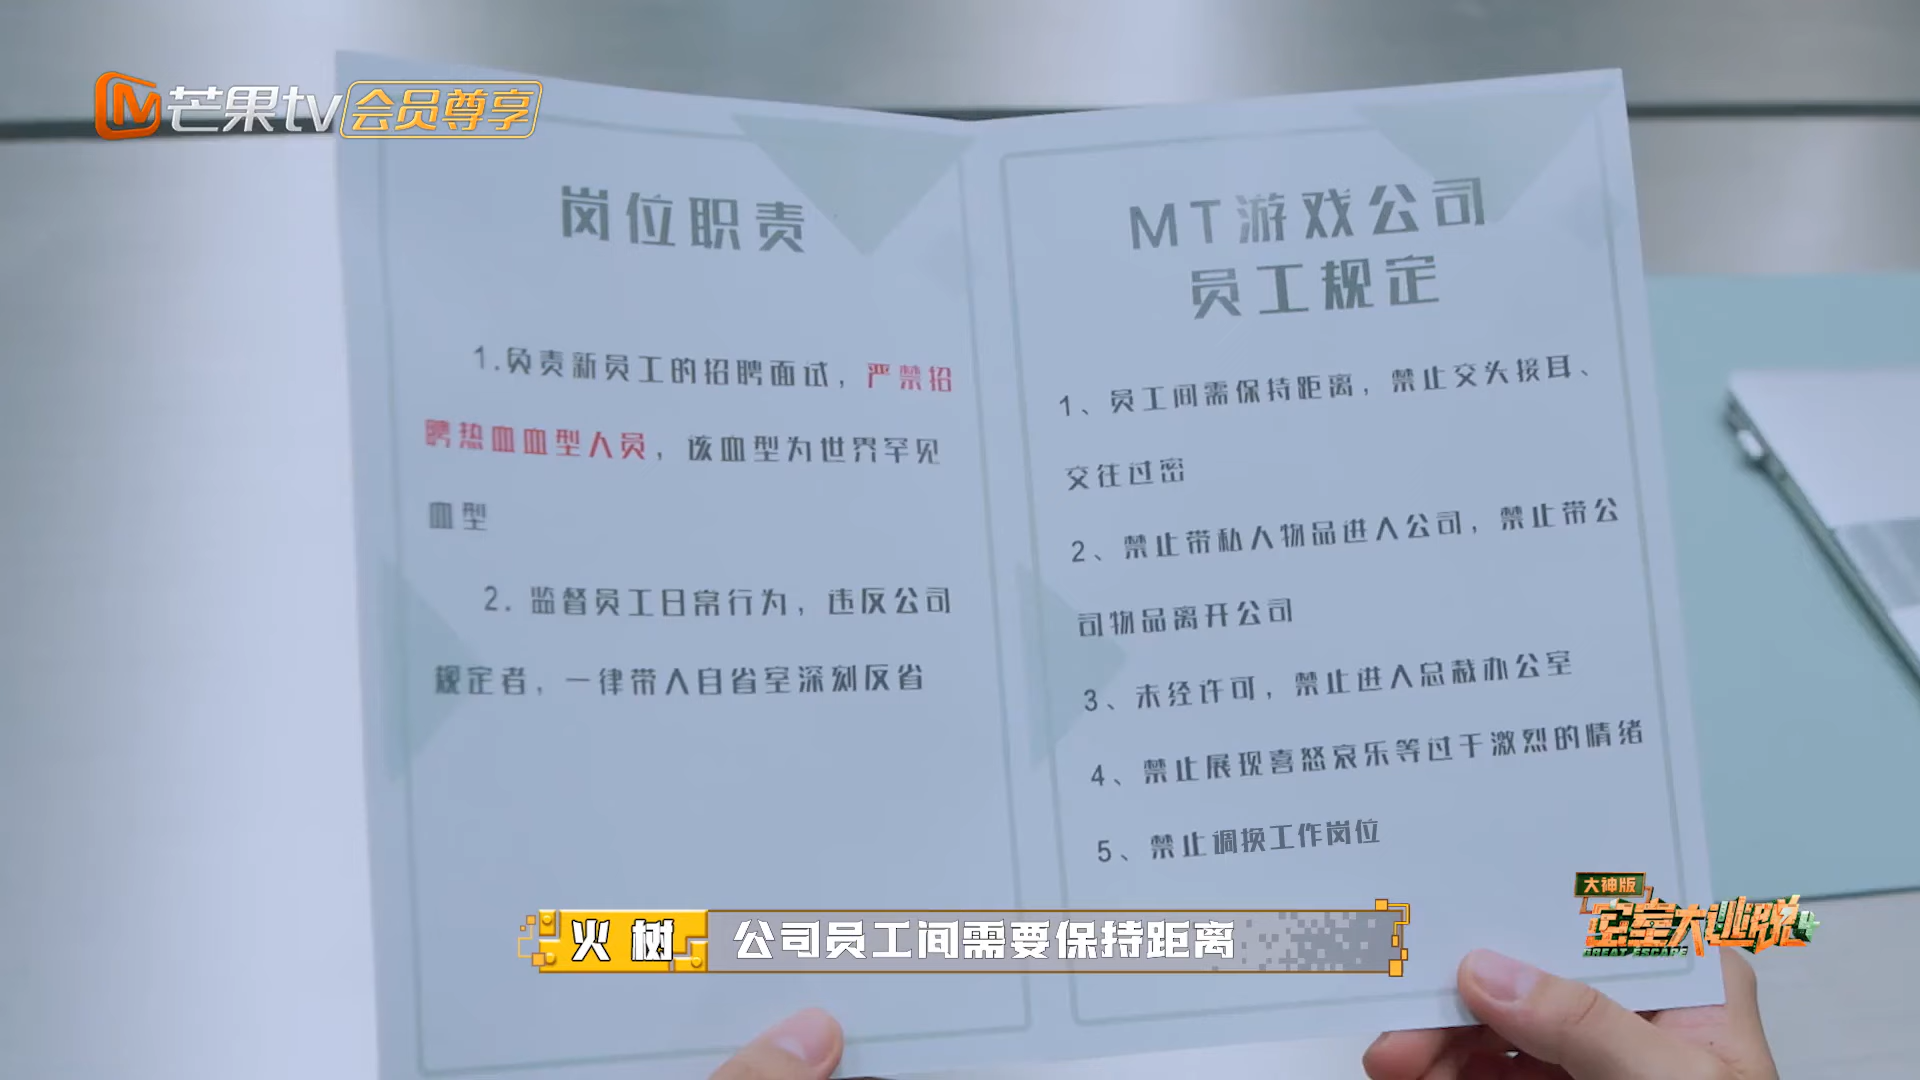 芒果tv 会员尊享
岗位职责
1.负责新员工的招聘面试，严禁招
聘热血血型人员，该血型为世界罕见
血型
2. 监督员工日常行为，违反公司
规定者，一律带入自省室深刻反省
MT游戏公司
员工规定
1、员工间需保持距离，禁止交头接耳、
交往过密
2、禁止带私人物品进入公司，禁止带公
司物品离开公司
3、未经许可，禁止进入总裁办公室
4、禁止展现喜怒哀乐等过于激烈的情绪
5、禁止调换工作岗位
火树 公司员工间需要保持距离
大神版
密室大逃脱
GREAT ESCAPE